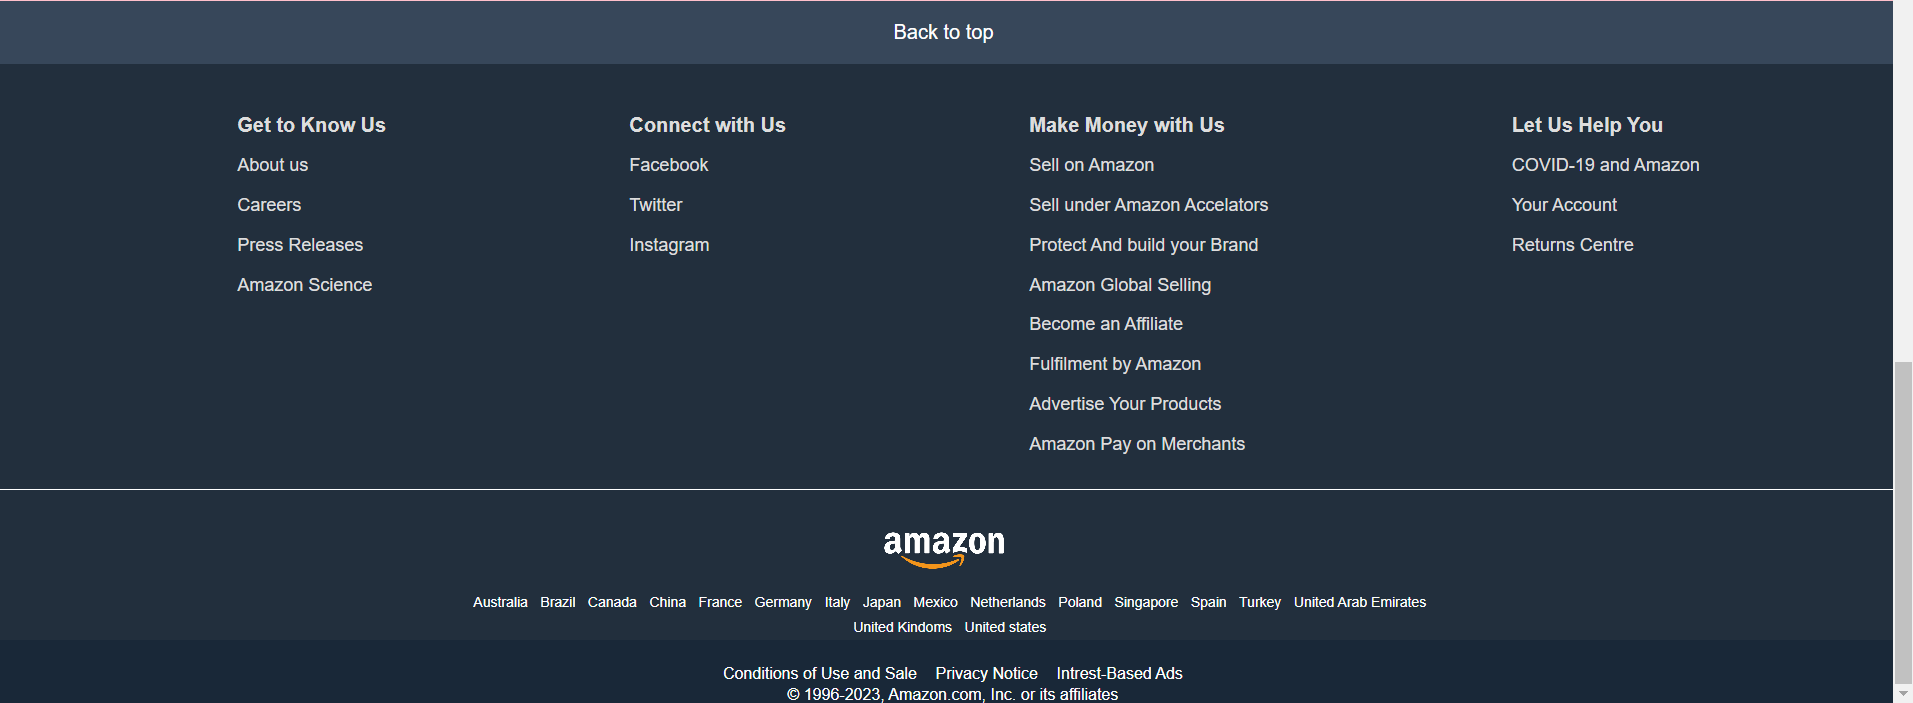 Back to top
Get to Know Us
About us
Careers
Press Releases
Amazon Science
Connect with Us
Facebook
Twitter
Instagram
Make Money with Us
Sell on Amazon
Sell under Amazon Accelators
Protect And build your Brand
Amazon Global Selling
Become an Affiliate
Fulfilment by Amazon
Advertise Your Products
Amazon Pay on Merchants
Let Us Help You
COVID-19 and Amazon
Your Account
Returns Centre
amazon
Australia Brazil Canada China France Germany Italy Japan Mexico Netherlands Poland Singapore Spain Turkey United Arab Emirates
United Kindoms United states
Conditions of Use and Sale Privacy Notice Intrest-Based Ads
© 1996-2023, Amazon.com, Inc. or its affiliates